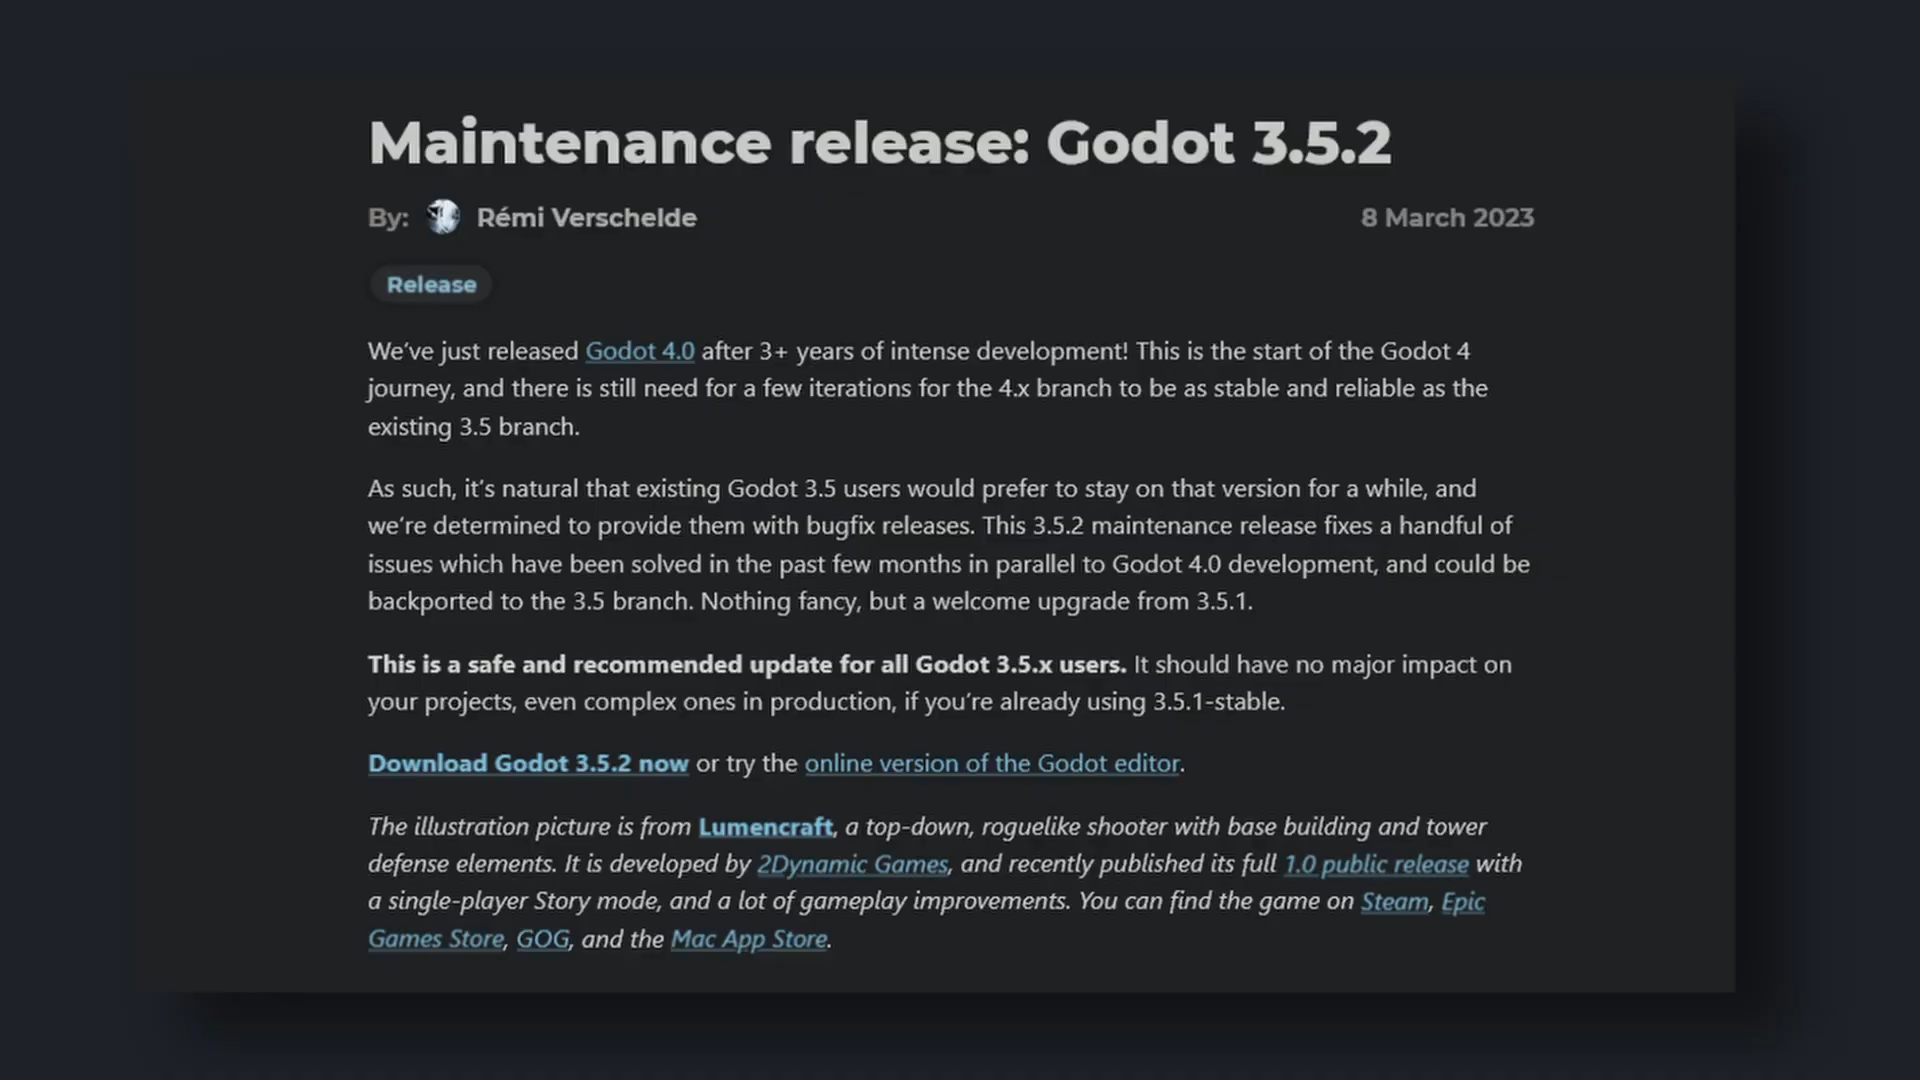 Maintenance release: Godot 3.5.2
By: Rémi Verschelde 8 March 2023
Release
We've just released Godot 4.0 after 3+ years of intense development! This is the start of the Godot 4
journey, and there is still need for a few iterations for the 4.x branch to be as stable and reliable as the
existing 3.5 branch.
As such, it's natural that existing Godot 3.5 users would prefer to stay on that version for a while, and
we're determined to provide them with bugfix releases. This 3.5.2 maintenance release fixes a handful of
issues which have been solved in the past few months in parallel to Godot 4.0 development, and could be
backported to the 3.5 branch. Nothing fancy, but a welcome upgrade from 3.5.1.
This is a safe and recommended update for all Godot 3.5.x users. It should have no major impact on
your projects, even complex ones in production, if you're already using 3.5.1-stable.
Download Godot 3.5.2 now or try the online version of the Godot editor.
The illustration picture is from Lumencraft, a top-down, roguelike shooter with base building and tower
defense elements. It is developed by 2Dynamic Games, and recently published its full 1.0 public release with
a single-player Story mode, and a lot of gameplay improvements. You can find the game on Steam, Epic
Games Store, GOG, and the Mac App Store.